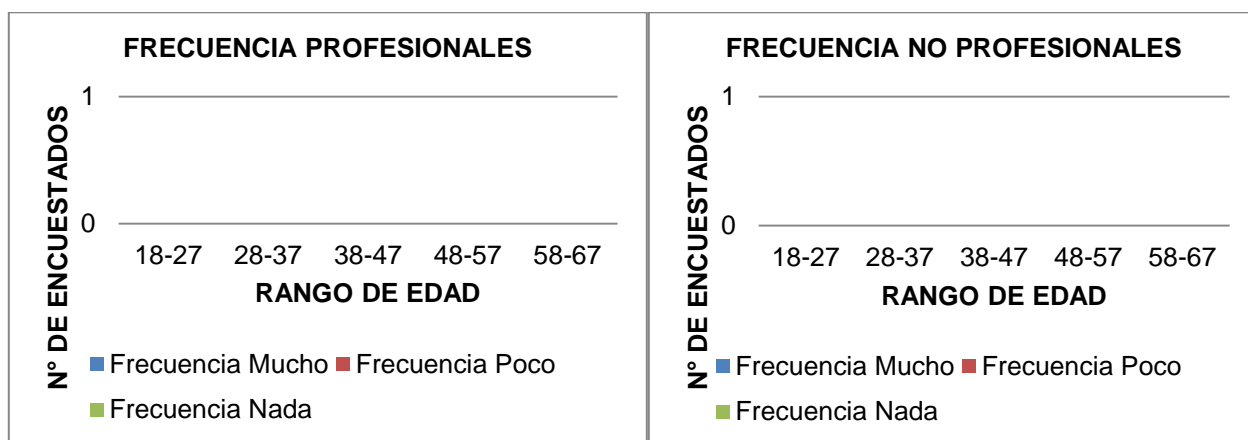 FRECUENCIA PROFESIONALES
N° DE ENCUESTADOS
1
0
18-27 28-37 38-47 48-57 58-67
RANGO DE EDAD
Frecuencia Mucho Frecuencia Poco
Frecuencia Nada
FRECUENCIA NO PROFESIONALES
N° DE ENCUESTADOS
1
0
18-27 28-37 38-47 48-57 58-67
RANGO DE EDAD
Frecuencia Mucho Frecuencia Poco
Frecuencia Nada